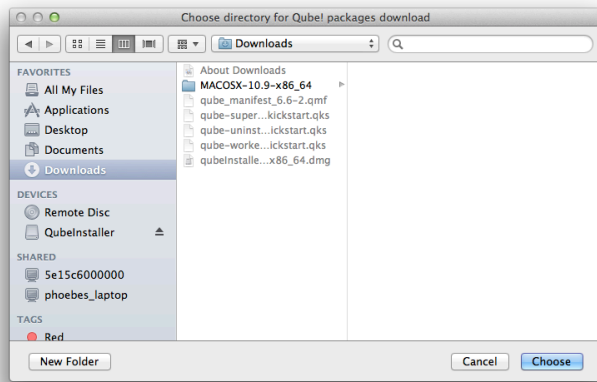 Choose directory for Qube! packages download
Downloads
FAVORITES
All My Files
Applications
Desktop
Documents
Downloads
DEVICES
Remote Disc
QubeInstaller
SHARED
5e15c6000000
phoebes_laptop
TAGS
Red
About Downloads
MACOSX-10.9-x86_64
qube_manifest_6.6-2.qmf
qube-super...kickstart.qks
qube-uninst...ickstart.qks
qube-worke...ickstart.qks
qubeInstalle...x86_64.dmg
New Folder
Cancel
Choose